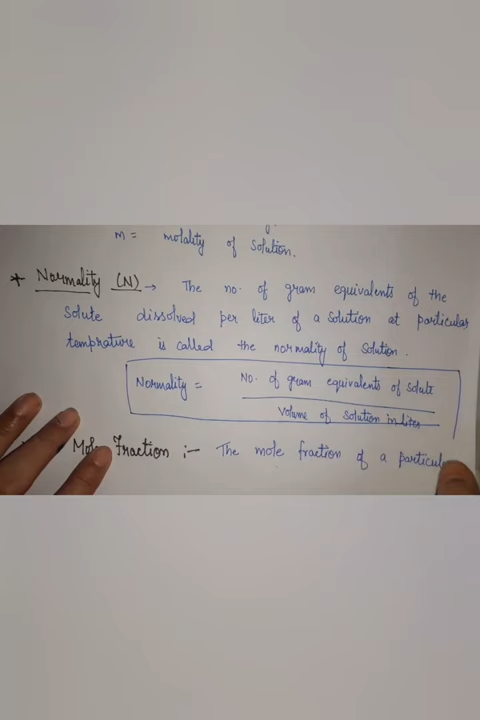 m = molality of solution.
* Normality (N) → The no. of gram equivalents of the
Solute dissolved per liter of a solution at particular
temprature is called the normality of solution.
Normality = No. of gram equivalents of solute
Volume of solution in liter
Mole Fraction :- The mole fraction of a